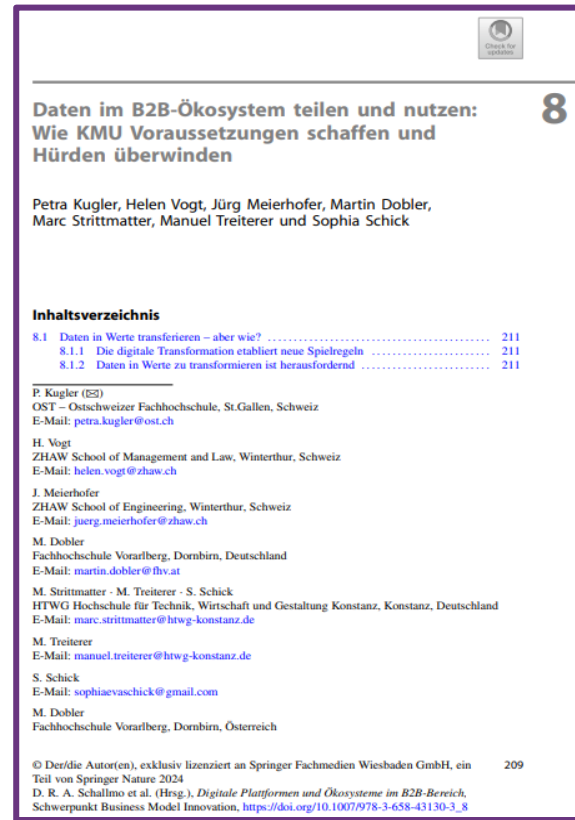 Check for
updates
Daten im B2B-Ökosystem teilen und nutzen:
Wie KMU Voraussetzungen schaffen und
Hürden überwinden
8
Petra Kugler, Helen Vogt, Jürg Meierhofer, Martin Dobler,
Marc Strittmatter, Manuel Treiterer und Sophia Schick
Inhaltsverzeichnis
8.1 Daten in Werte transferieren – aber wie? ........................................... 211
8.1.1 Die digitale Transformation etabliert neue Spielregeln ...................... 211
8.1.2 Daten in Werte zu transformieren ist herausfordernd ........................ 211
P. Kugler (✉)
OST – Ostschweizer Fachhochschule, St.Gallen, Schweiz
E-Mail: petra.kugler@ost.ch
H. Vogt
ZHAW School of Management and Law, Winterthur, Schweiz
E-Mail: helen.vogt@zhaw.ch
J. Meierhofer
ZHAW School of Engineering, Winterthur, Schweiz
E-Mail: juerg.meierhofer@zhaw.ch
M. Dobler
Fachhochschule Vorarlberg, Dornbirn, Deutschland
E-Mail: martin.dobler@fhv.at
M. Strittmatter · M. Treiterer · S. Schick
HTWG Hochschule für Technik, Wirtschaft und Gestaltung Konstanz, Konstanz, Deutschland
E-Mail: marc.strittmatter@htwg-konstanz.de
M. Treiterer
E-Mail: manuel.treiterer@htwg-konstanz.de
S. Schick
E-Mail: sophiaevaschick@gmail.com
M. Dobler
Fachhochschule Vorarlberg, Dornbirn, Österreich
© Der/die Autor(en), exklusiv lizenziert an Springer Fachmedien Wiesbaden GmbH, ein 209
Teil von Springer Nature 2024
D. R. A. Schallmo et al. (Hrsg.), Digitale Plattformen und Ökosysteme im B2B-Bereich,
Schwerpunkt Business Model Innovation, https://doi.org/10.1007/978-3-658-43130-3_8